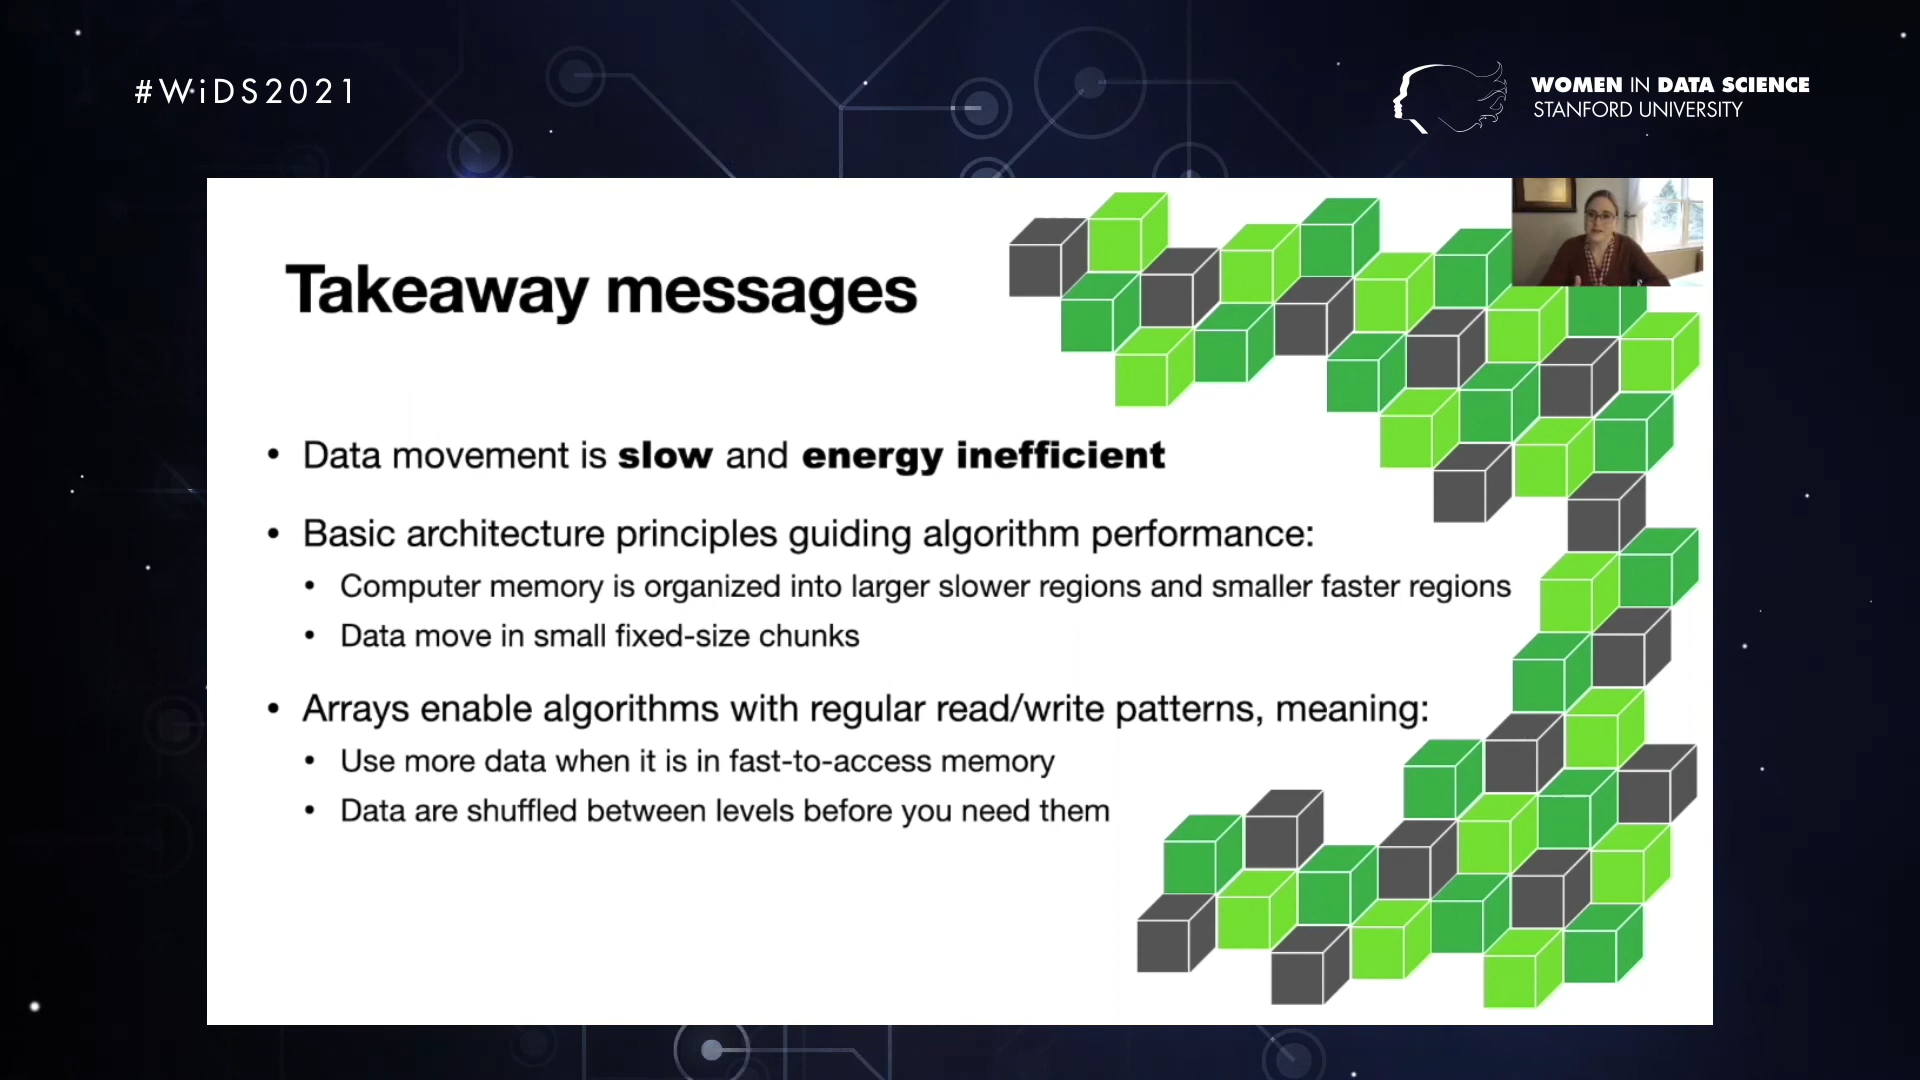 #WiDS2021
WOMEN IN DATA SCIENCE
STANFORD UNIVERSITY
Takeaway messages
• Data movement is slow and energy inefficient
• Basic architecture principles guiding algorithm performance:
• Computer memory is organized into larger slower regions and smaller faster regions
• Data move in small fixed-size chunks
• Arrays enable algorithms with regular read/write patterns, meaning:
• Use more data when it is in fast-to-access memory
• Data are shuffled between levels before you need them